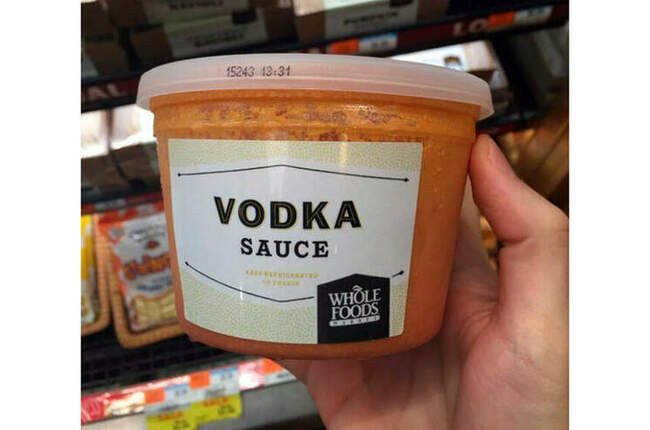 15243 13:31
VODKA
SAUCE
KEEP REFRIGERATED
WHOLE
FOODS
MARKET